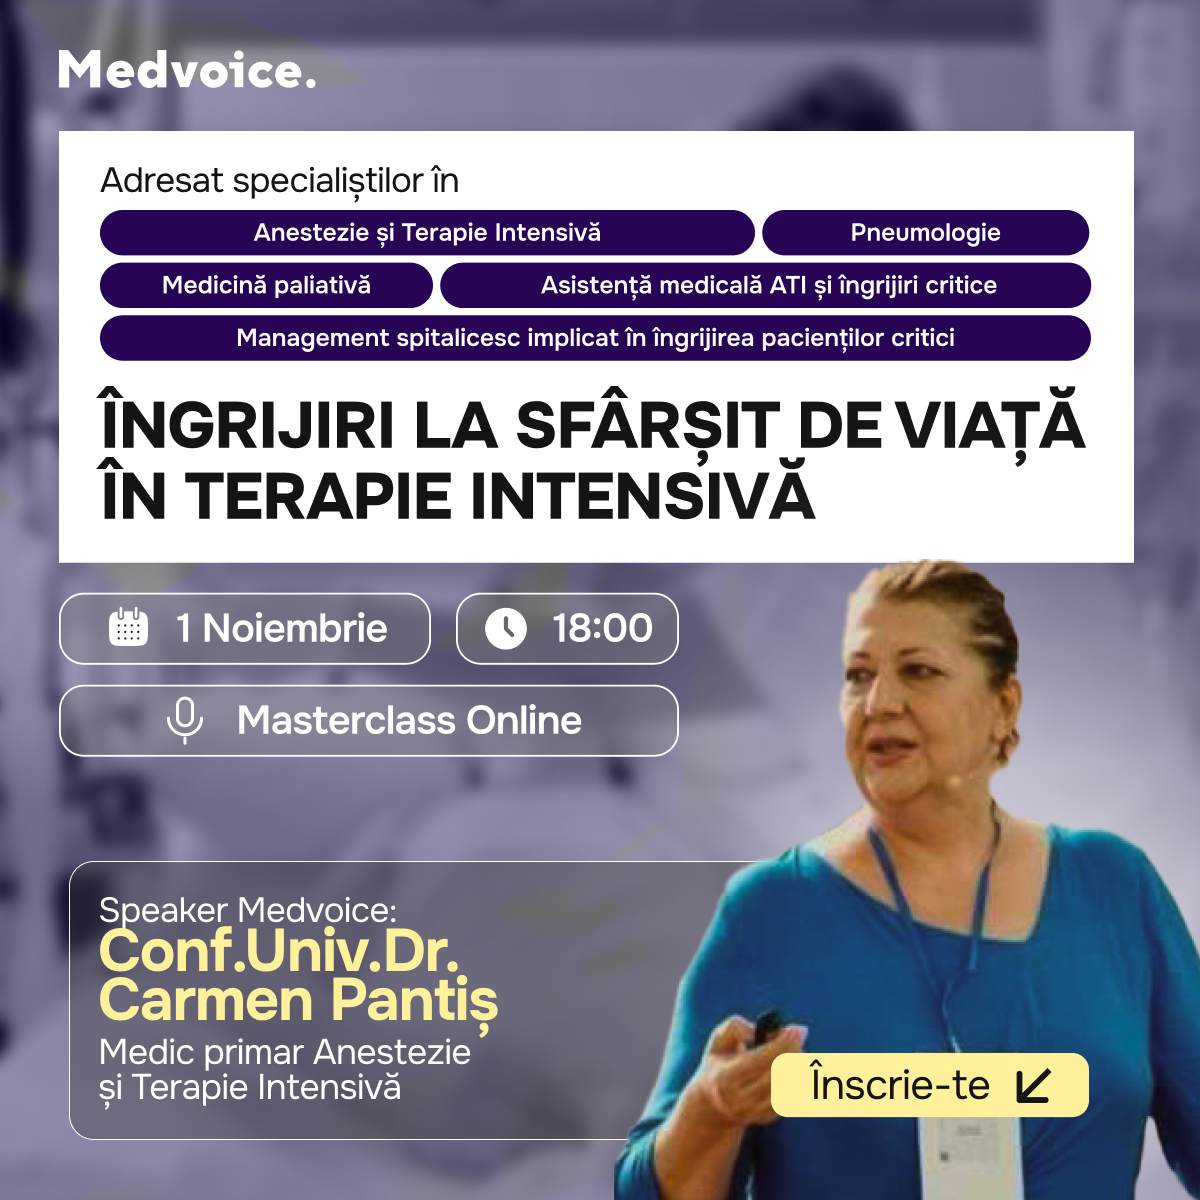 Medvoice.
Adresat specialiștilor în
Anestezie și Terapie Intensivă
Pneumologie
Medicină paliativă
Asistență medicală ATI și îngrijiri critice
Management spitalicesc implicat în îngrijirea pacienților critici
ÎNGRIJIRI LA SFÂRȘIT DE VIAȚĂ
ÎN TERAPIE INTENSIVĂ
1 Noiembrie
18:00
Masterclass Online
Speaker Medvoice:
Conf.Univ.Dr.
Carmen Pantiș
Medic primar Anestezie
și Terapie Intensivă
Înscrie-te